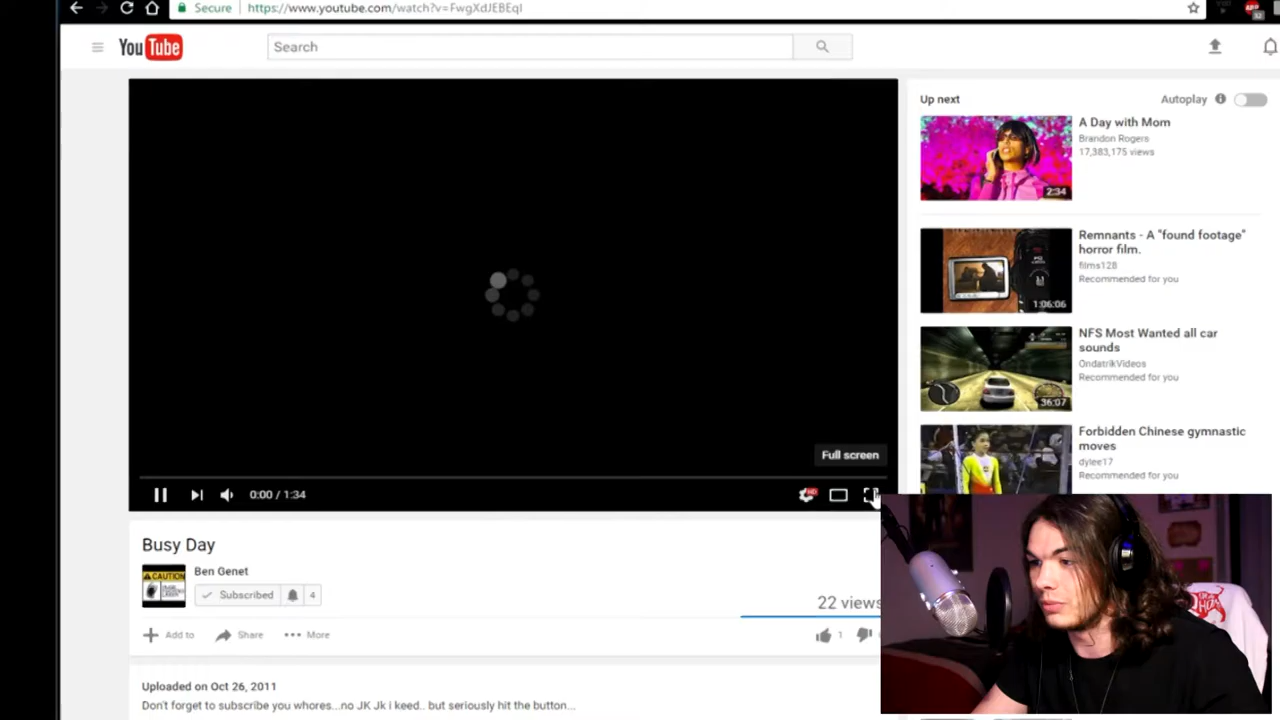 Secure https://www.youtube.com/watch?v=FwgXdJEBEqI
YouTube
Search
Up next
Autoplay
A Day with Mom
Brandon Rogers
17,383,175 views
2:34
Remnants - A "found footage"
horror film.
films128
Recommended for you
1:06:06
NFS Most Wanted all car
sounds
OndatrikVideos
Recommended for you
36:07
Forbidden Chinese gymnastic
moves
dylee17
Recommended for you
Full screen
0:00 / 1:34
HD
Busy Day
CAUTION
Ben Genet
Subscribed 4
22 views
Add to Share More
1
Uploaded on Oct 26, 2011
Don't forget to subscribe you whores...no JK Jk i keed.. but seriously hit the button...